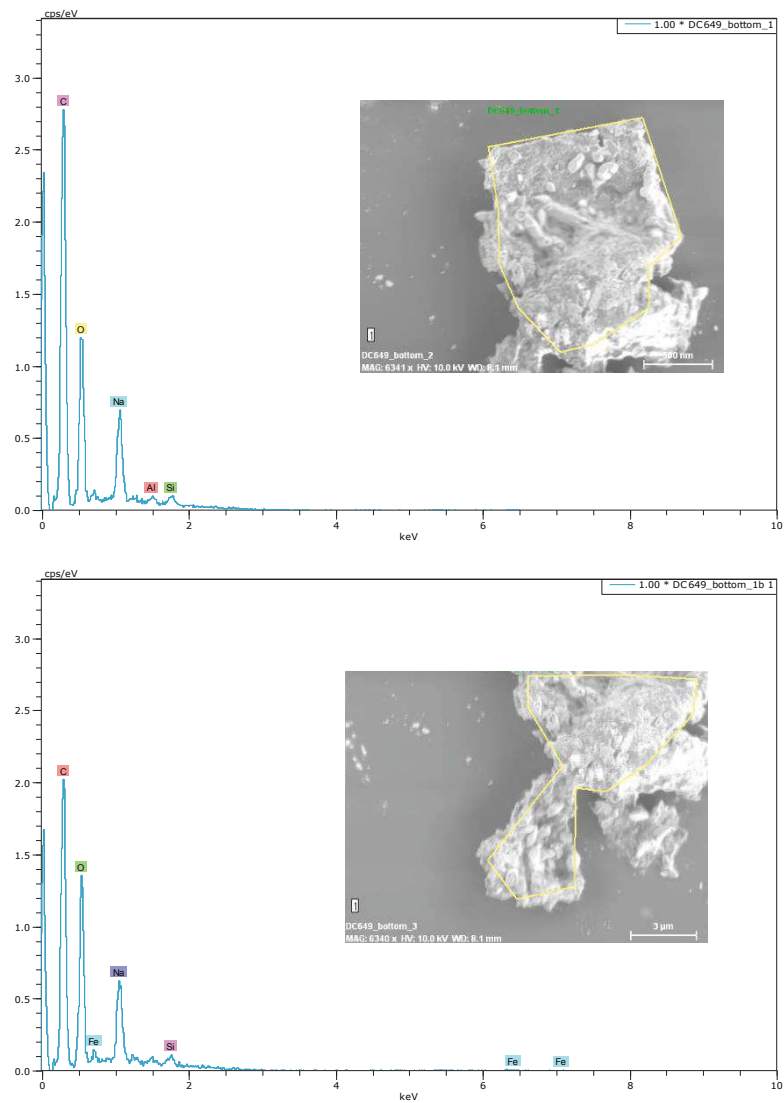 cps/eV
1.00 * DC649_bottom_1
3.0
2.5
2.0
1.5
1.0
0.5
0.0
C
O
Na
Al
Si
DC649_bottom_1
1
DC649_bottom_2
MAG: 6341 x HV: 10.0 kV WD: 8.1 mm
nm
0
2
4
6
8
10
keV
cps/eV
1.00 * DC649_bottom_1b 1
3.0
2.5
2.0
1.5
1.0
0.5
0.0
C
O
Fe
Na
Si
Fe
Fe
1
DC649_bottom_3
MAG: 6340 x HV: 10.0 kV WD: 8.1 mm
3 µm
0
2
4
6
8
10
keV